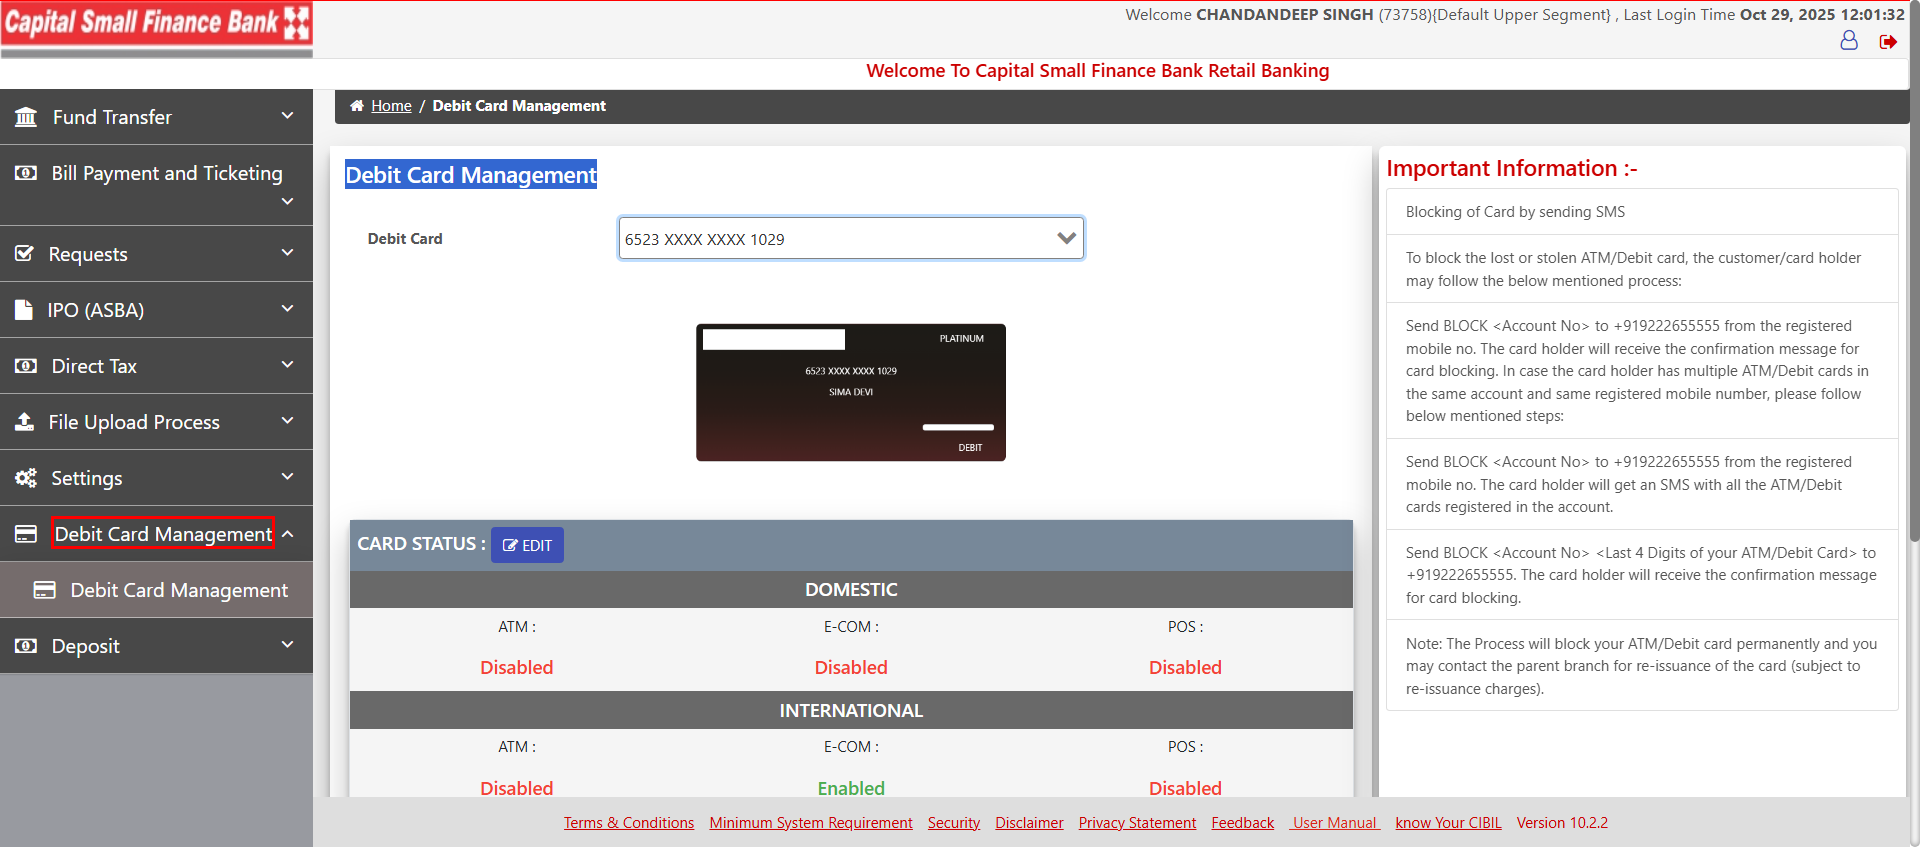 Capital Small Finance Bank
Welcome CHANDANDEEP SINGH (73758){Default Upper Segment} , Last Login Time Oct 29, 2025 12:01:32
Welcome To Capital Small Finance Bank Retail Banking
Fund Transfer
Bill Payment and Ticketing
Requests
IPO (ASBA)
Direct Tax
File Upload Process
Settings
Debit Card Management
Debit Card Management
Deposit
Home / Debit Card Management
Debit Card Management
Debit Card
6523 XXXX XXXX 1029
PLATINUM
6523 XXXX XXXX 1029
SIMA DEVI
DEBIT
CARD STATUS : EDIT
DOMESTIC
ATM : E-COM : POS :
Disabled Disabled Disabled
INTERNATIONAL
ATM : E-COM : POS :
Disabled Enabled Disabled
Important Information :-
Blocking of Card by sending SMS
To block the lost or stolen ATM/Debit card, the customer/card holder
may follow the below mentioned process:
Send BLOCK <Account No> to +919222655555 from the registered
mobile no. The card holder will receive the confirmation message for
card blocking. In case the card holder has multiple ATM/Debit cards in
the same account and same registered mobile number, please follow
below mentioned steps:
Send BLOCK <Account No> to +919222655555 from the registered
mobile no. The card holder will get an SMS with all the ATM/Debit
cards registered in the account.
Send BLOCK <Account No> <Last 4 Digits of your ATM/Debit Card> to
+919222655555. The card holder will receive the confirmation message
for card blocking.
Note: The Process will block your ATM/Debit card permanently and you
may contact the parent branch for re-issuance of the card (subject to
re-issuance charges).
Terms & Conditions Minimum System Requirement Security Disclaimer Privacy Statement Feedback User Manual know Your CIBIL Version 10.2.2